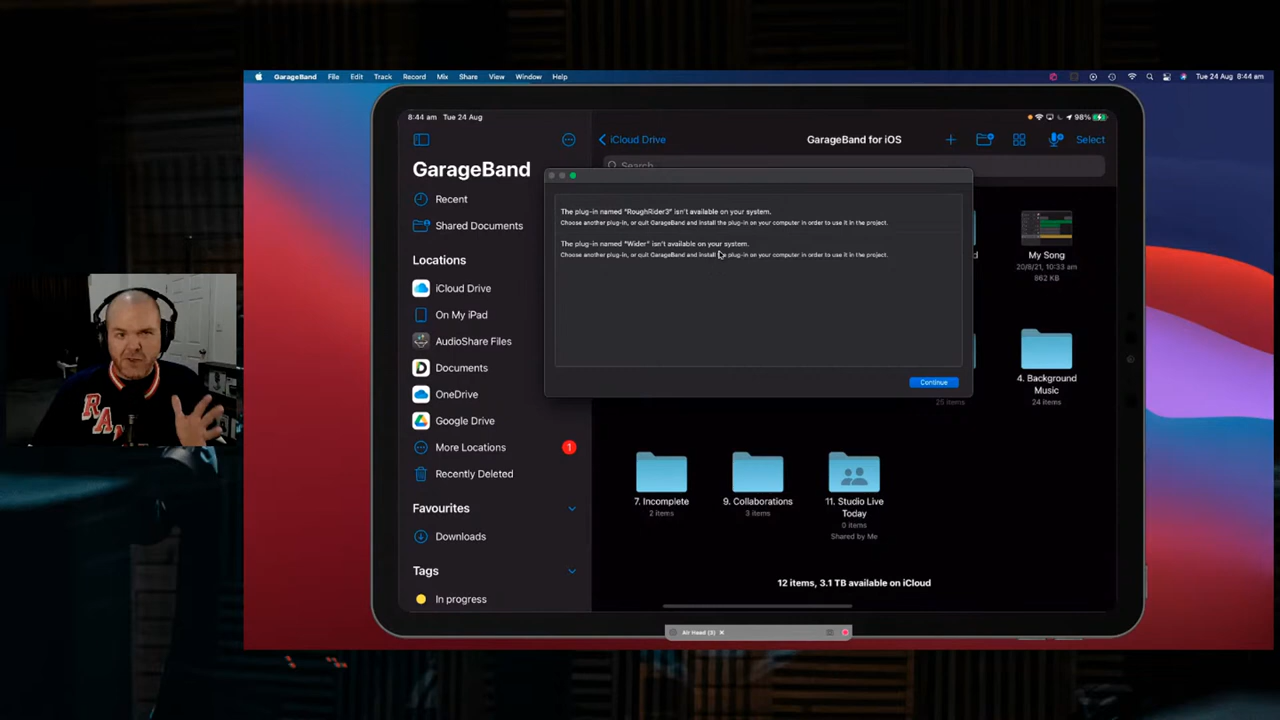 GarageBand File Edit Track Record Mix Share View Window Help
Tue 24 Aug 8:44 am
8:44 am Tue 24 Aug
98%
GarageBand
Recent
Shared Documents
Locations
iCloud Drive
On My iPad
AudioShare Files
Documents
OneDrive
Google Drive
More Locations
1
Recently Deleted
Favourites
Downloads
Tags
In progress
iCloud Drive
GarageBand for iOS
Select
Search
The plug-in named "RoughRider3" isn't available on your system.
Choose another plug-in, or quit GarageBand and install the plug-in on your computer in order to use it in the project.
The plug-in named "Wider" isn't available on your system.
Choose another plug-in, or quit GarageBand and install the plug-in on your computer in order to use it in the project.
Continue
d
My Song
20/8/21, 10:33 am
862 KB
25 items
4. Background
Music
24 items
7. Incomplete
2 items
9. Collaborations
3 items
11. Studio Live
Today
0 items
Shared by Me
12 items, 3.1 TB available on iCloud
Air Head (3)
RA